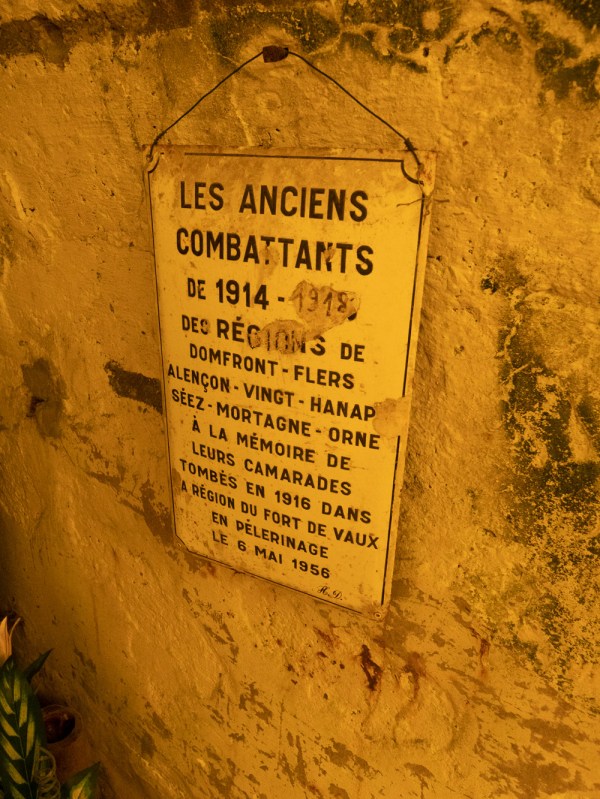 LES ANCIENS
COMBATTANTS
DE 1914 - 1918
DES RÉGIONS DE
DOMFRONT - FLERS
ALENÇON - VINGT - HANAP
SÉEZ - MORTAGNE - ORNE
À LA MÉMOIRE DE
LEURS CAMARADES
TOMBÉS EN 1916 DANS
A RÉGION DU FORT DE VAUX
EN PÉLERINAGE
LE 6 MAI 1956
A.D.